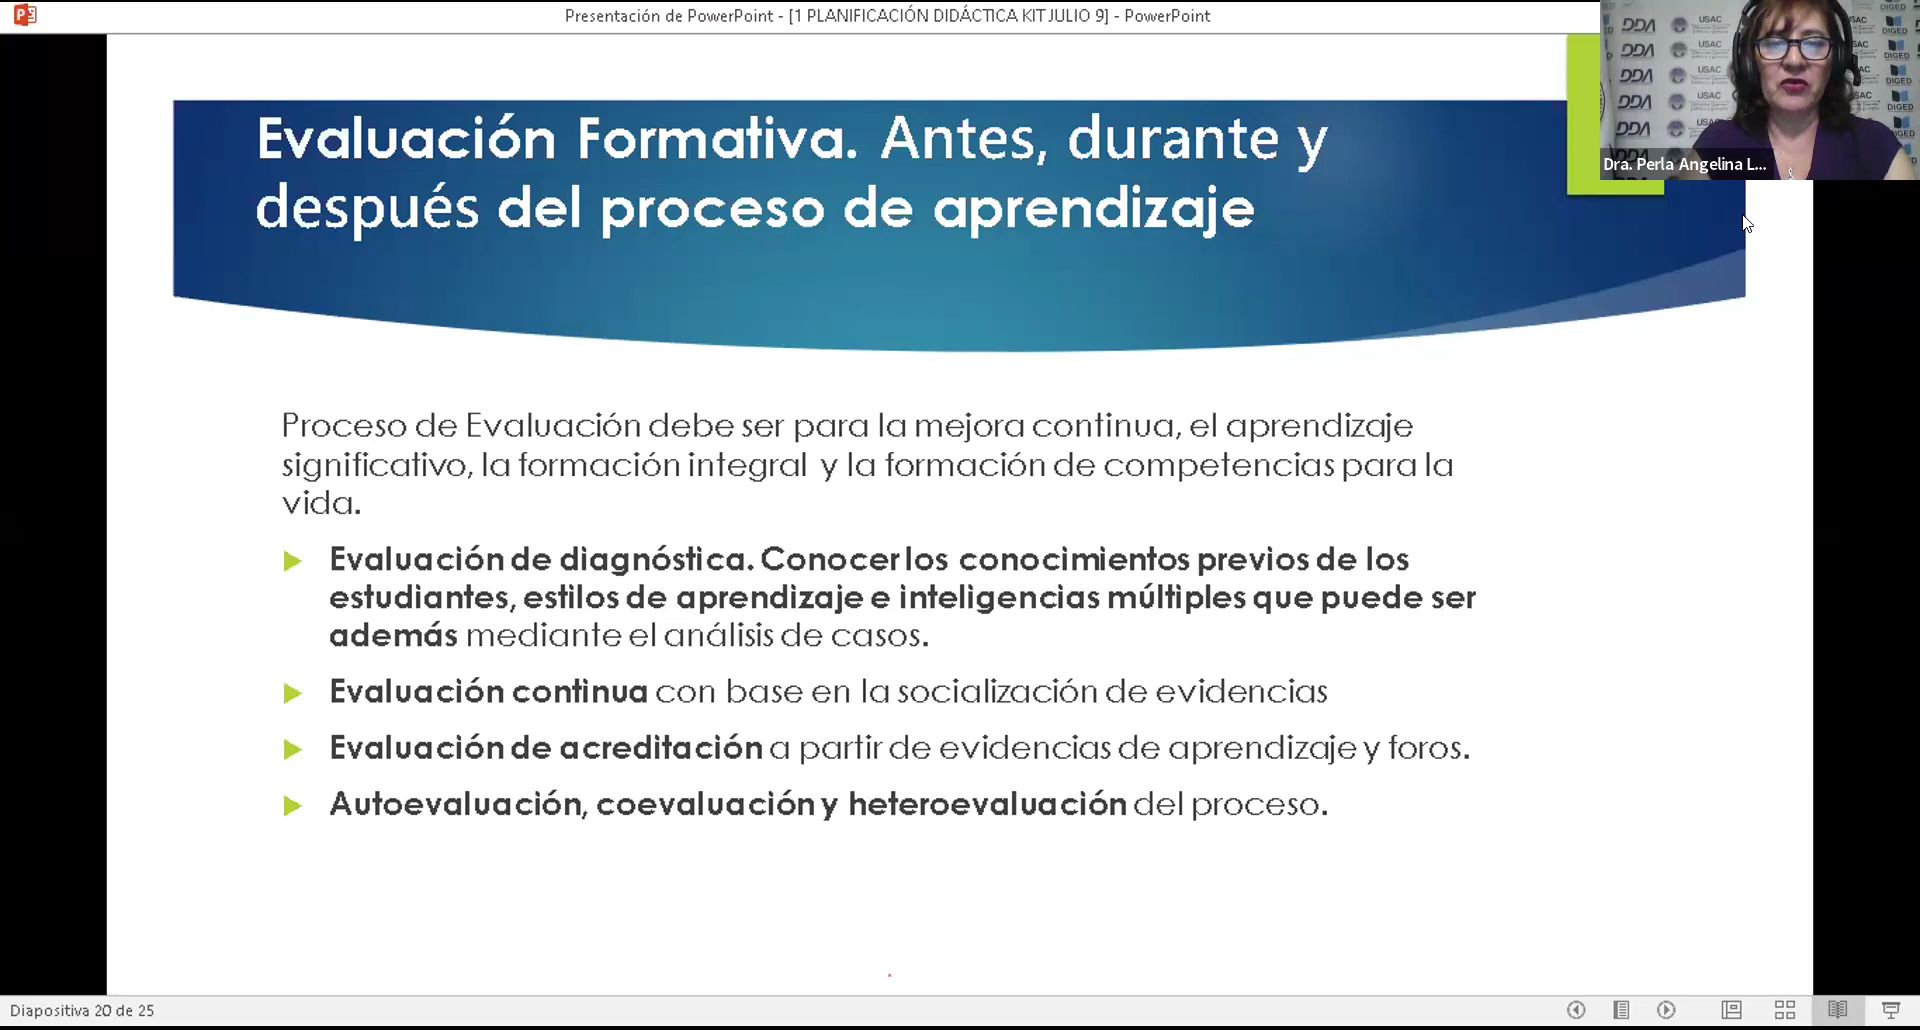 Presentación de PowerPoint - [1 PLANIFICACIÓN DIDÁCTICA KIT JULIO 9] - PowerPoint
DDA USAC DIGED
Dra. Perla Angelina L...
Evaluación Formativa. Antes, durante y
después del proceso de aprendizaje
Proceso de Evaluación debe ser para la mejora continua, el aprendizaje
significativo, la formación integral y la formación de competencias para la
vida.
Evaluación de diagnóstica. Conocer los conocimientos previos de los
estudiantes, estilos de aprendizaje e inteligencias múltiples que puede ser
además mediante el análisis de casos.
Evaluación continua con base en la socialización de evidencias
Evaluación de acreditación a partir de evidencias de aprendizaje y foros.
Autoevaluación, coevaluación y heteroevaluación del proceso.
Diapositiva 20 de 25